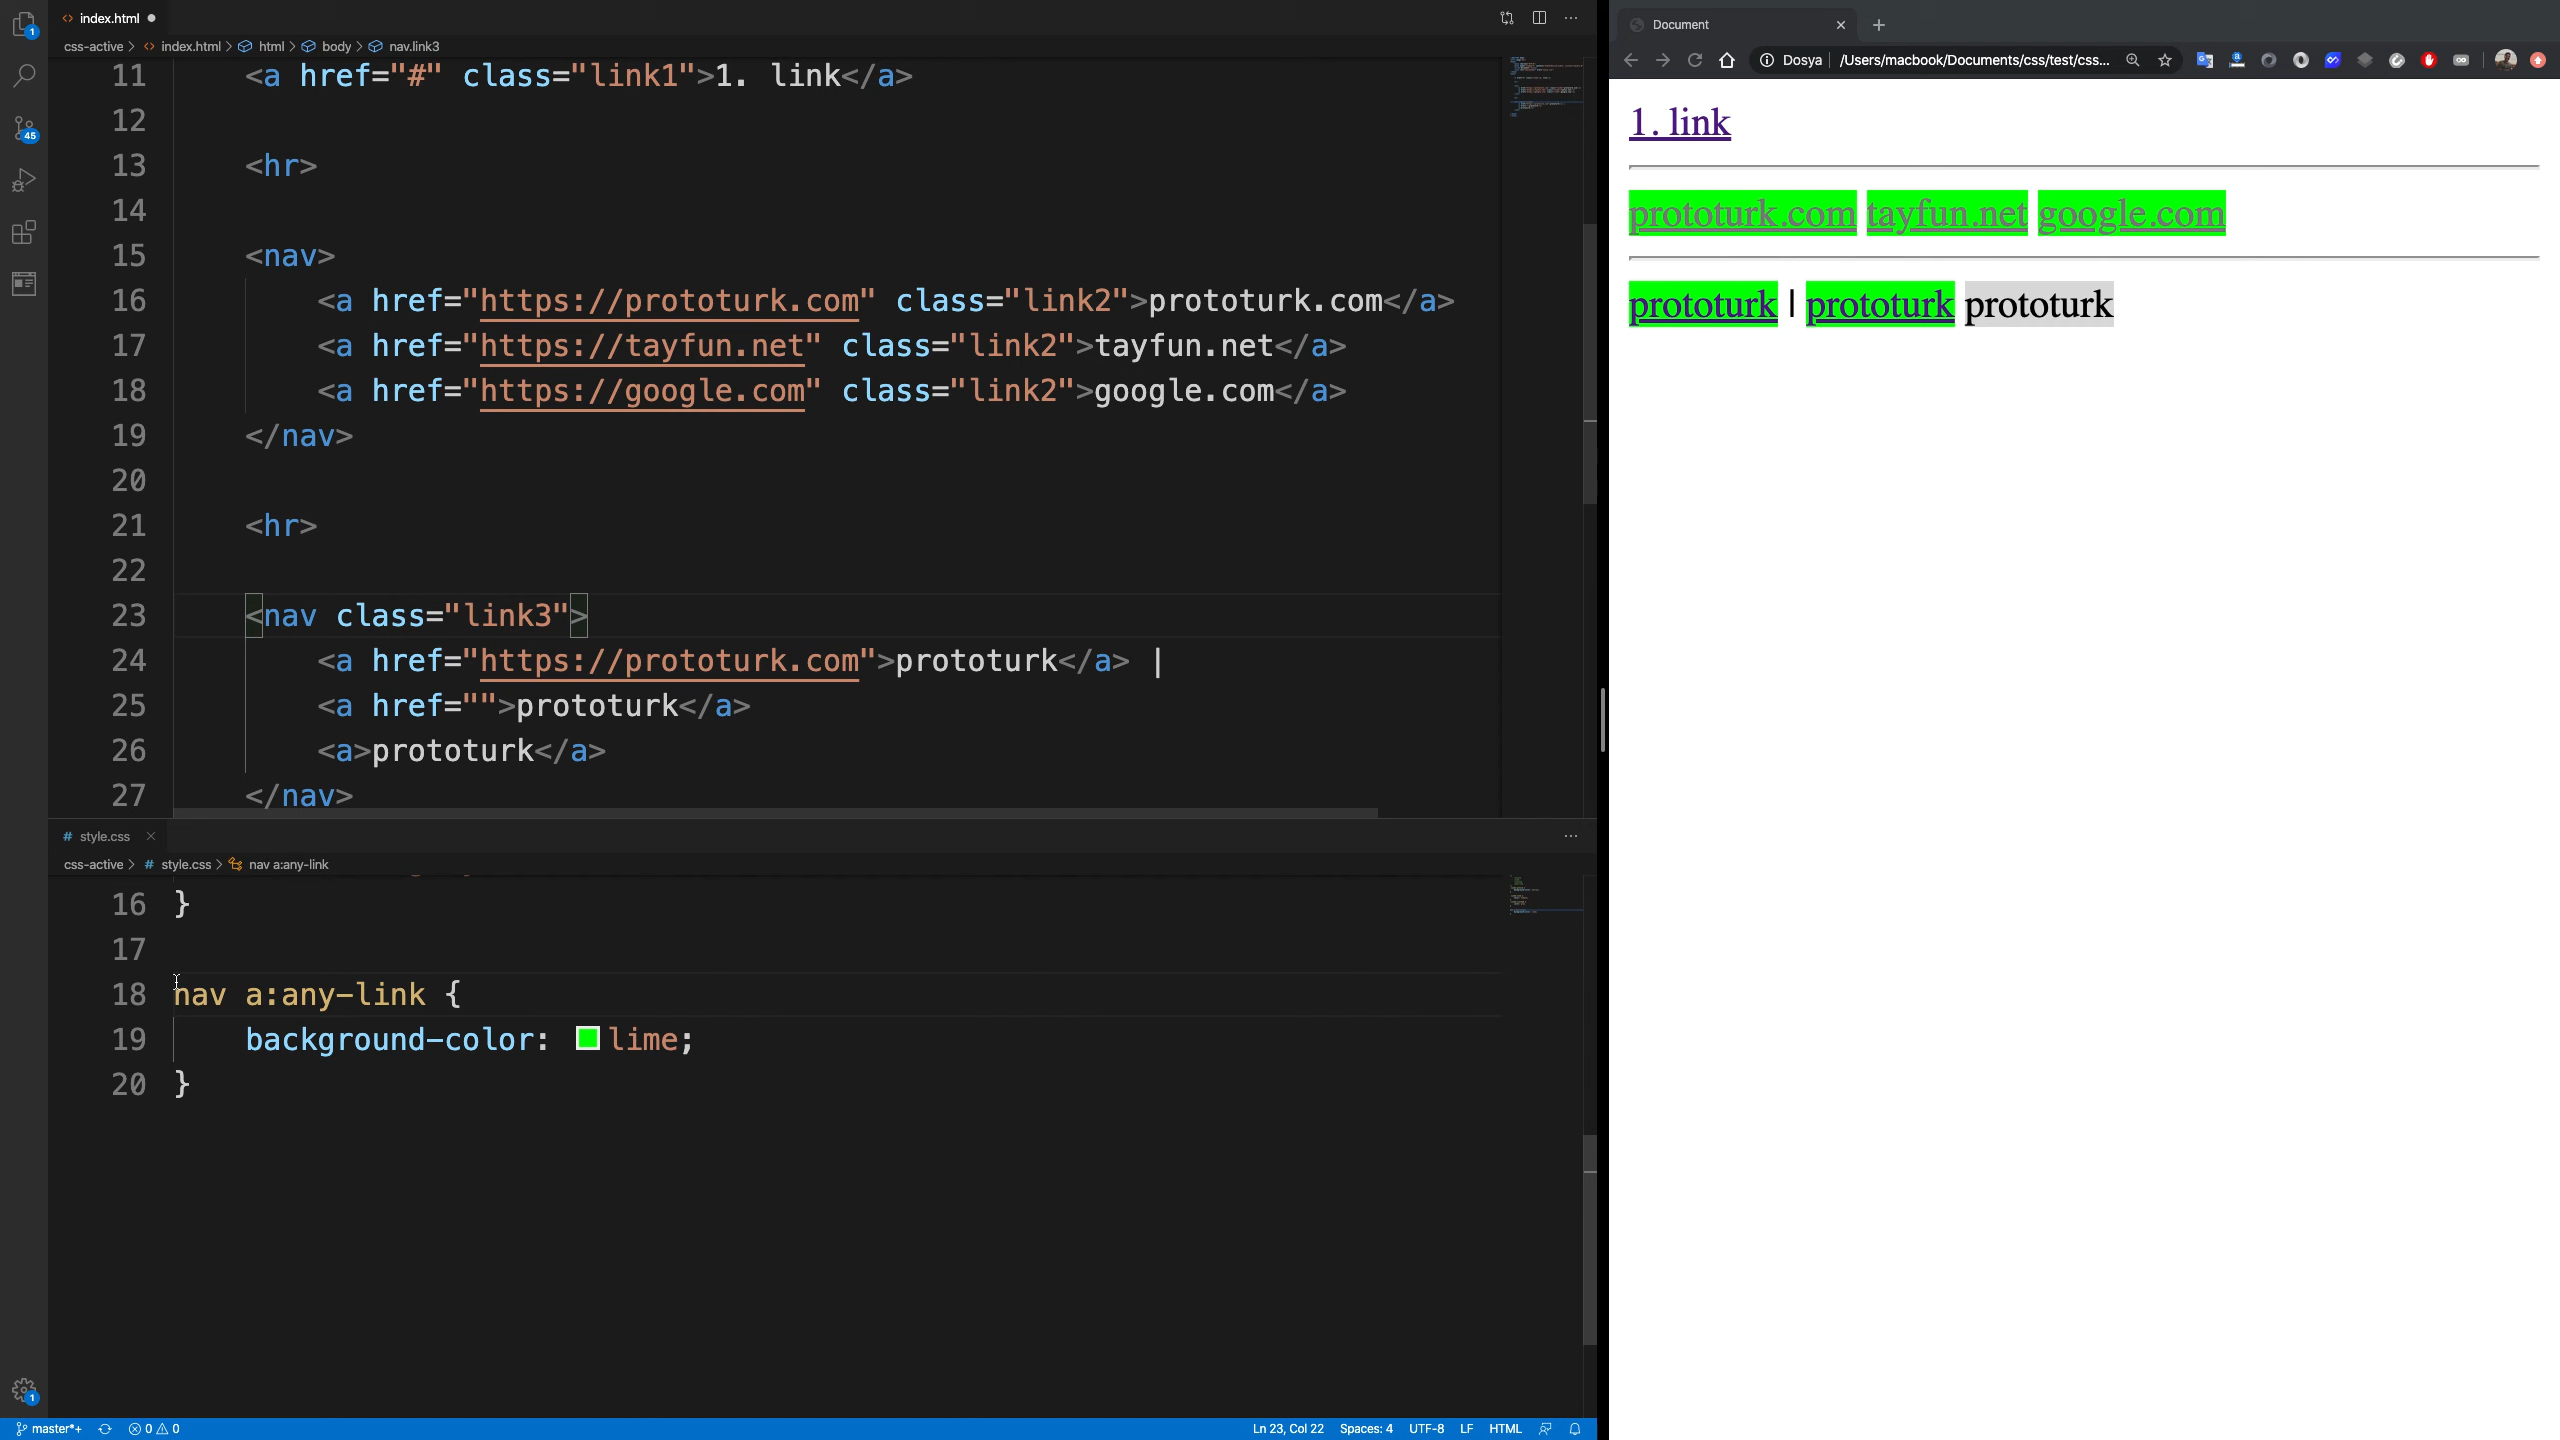 index.html
css-active > index.html > html > body > nav.link3
11 <a href="#" class="link1">1. link</a>
12
13 <hr>
14
15 <nav>
16 <a href="https://prototurk.com" class="link2">prototurk.com</a>
17 <a href="https://tayfun.net" class="link2">tayfun.net</a>
18 <a href="https://google.com" class="link2">google.com</a>
19 </nav>
20
21 <hr>
22
23 <nav class="link3">
24 <a href="https://prototurk.com">prototurk</a> |
25 <a href="">prototurk</a>
26 <a>prototurk</a>
27 </nav>
# style.css
css-active > # style.css > nav a:any-link
16 }
17
18 nav a:any-link {
19 background-color: lime;
20 }
1
45
1
master*+ 0 0 Ln 23, Col 22 Spaces: 4 UTF-8 LF HTML
Document
Dosya | /Users/macbook/Documents/css/test/css...
1. link
prototurk.com tayfun.net google.com
prototurk | prototurk prototurk